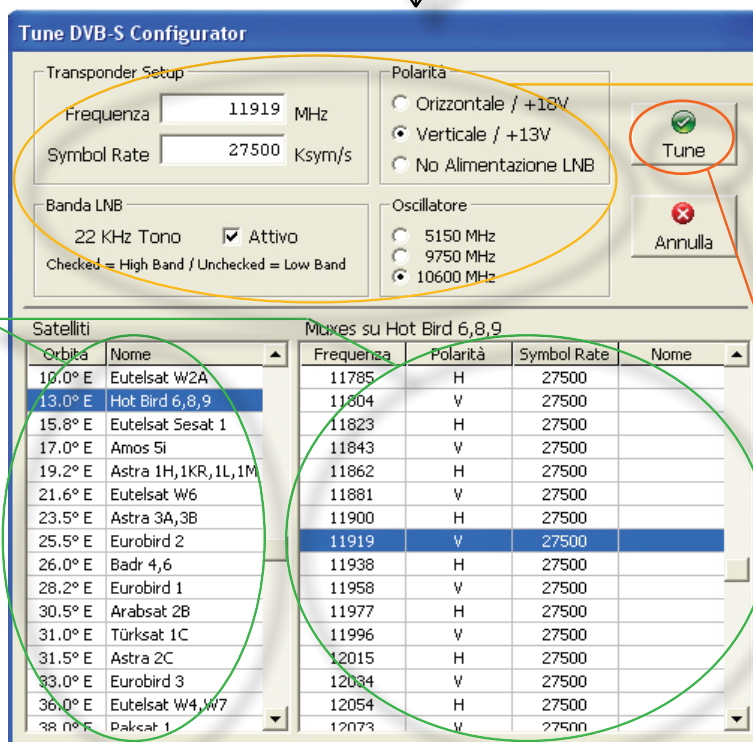 Tune DVB-S Configurator
Transponder Setup
Frequenza 11919 MHz
Symbol Rate 27500 Ksym/s
Polarità
Orizzontale / +18V
Verticale / +13V
No Alimentazione LNB
Tune
Banda LNB
22 KHz Tono Attivo
Checked = High Band / Unchecked = Low Band
Oscillatore
5150 MHz
9750 MHz
10600 MHz
Annulla
Satelliti
Orbita Nome
10.0° E Eutelsat W2A
13.0° E Hot Bird 6,8,9
15.8° E Eutelsat Sesat 1
17.0° E Amos 5i
19.2° E Astra 1H,1KR,1L,1M
21.6° E Eutelsat W6
23.5° E Astra 3A,3B
25.5° E Eurobird 2
26.0° E Badr 4,6
28.2° E Eurobird 1
30.5° E Arabsat 2B
31.0° E Türksat 1C
31.5° E Astra 2C
33.0° E Eurobird 3
36.0° E Eutelsat W4,W7
38.0° E Paksat 1
Muxes su Hot Bird 6,8,9
Frequenza Polarità Symbol Rate Nome
11785 H 27500
11804 V 27500
11823 H 27500
11843 V 27500
11862 H 27500
11881 V 27500
11900 H 27500
11919 V 27500
11938 H 27500
11958 V 27500
11977 H 27500
11996 V 27500
12015 H 27500
12034 V 27500
12054 H 27500
12073 V 27500